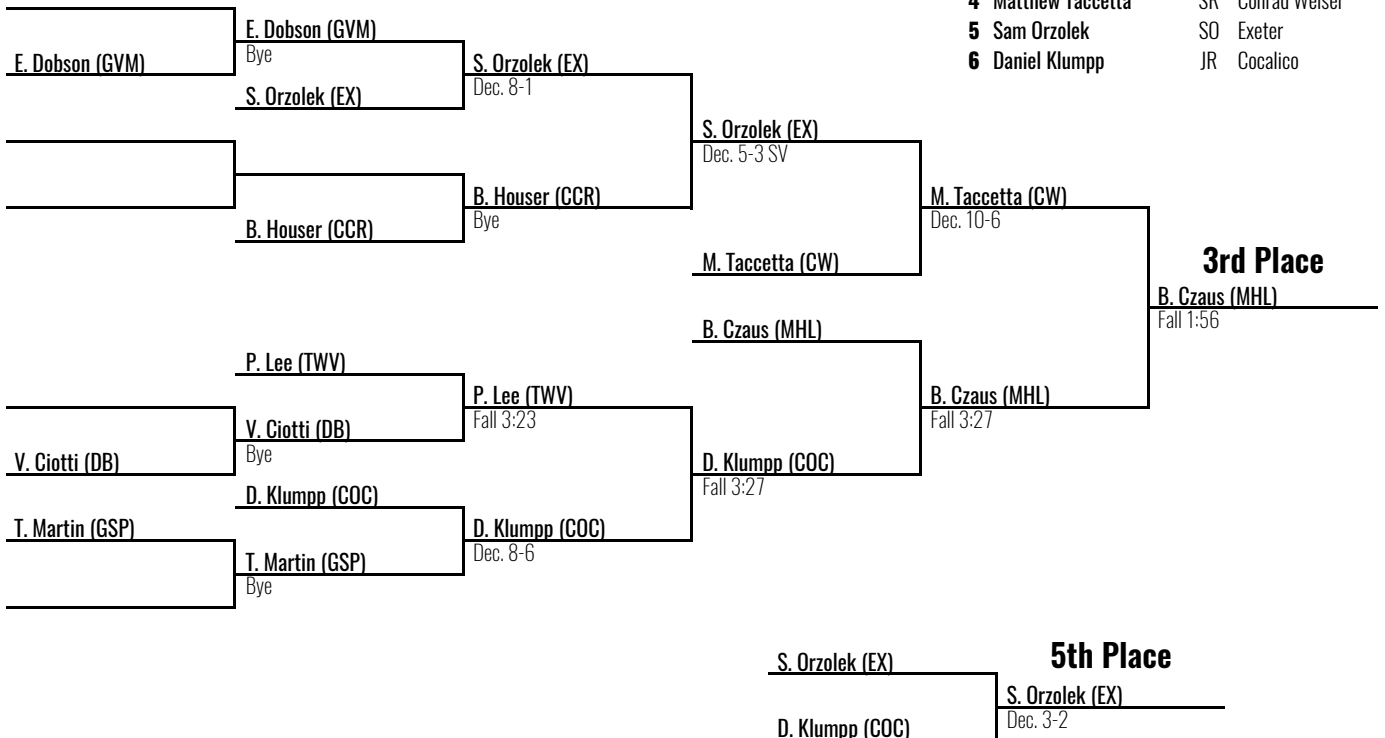 4 Matthew Taccetta SR Conrad Weiser
5 Sam Orzolek SO Exeter
6 Daniel Klumpp JR Cocalico
E. Dobson (GVM)
E. Dobson (GVM)
Bye
S. Orzolek (EX)
S. Orzolek (EX)
Dec. 8-1
B. Houser (CCR)
B. Houser (CCR)
Bye
S. Orzolek (EX)
Dec. 5-3 SV
M. Taccetta (CW)
M. Taccetta (CW)
Dec. 10-6
3rd Place
B. Czaus (MHL)
Fall 1:56
B. Czaus (MHL)
B. Czaus (MHL)
Fall 3:27
P. Lee (TWV)
P. Lee (TWV)
Fall 3:23
V. Ciotti (DB)
Bye
V. Ciotti (DB)
D. Klumpp (COC)
Fall 3:27
D. Klumpp (COC)
T. Martin (GSP)
D. Klumpp (COC)
Dec. 8-6
T. Martin (GSP)
Bye
5th Place
S. Orzolek (EX)
S. Orzolek (EX)
Dec. 3-2
D. Klumpp (COC)